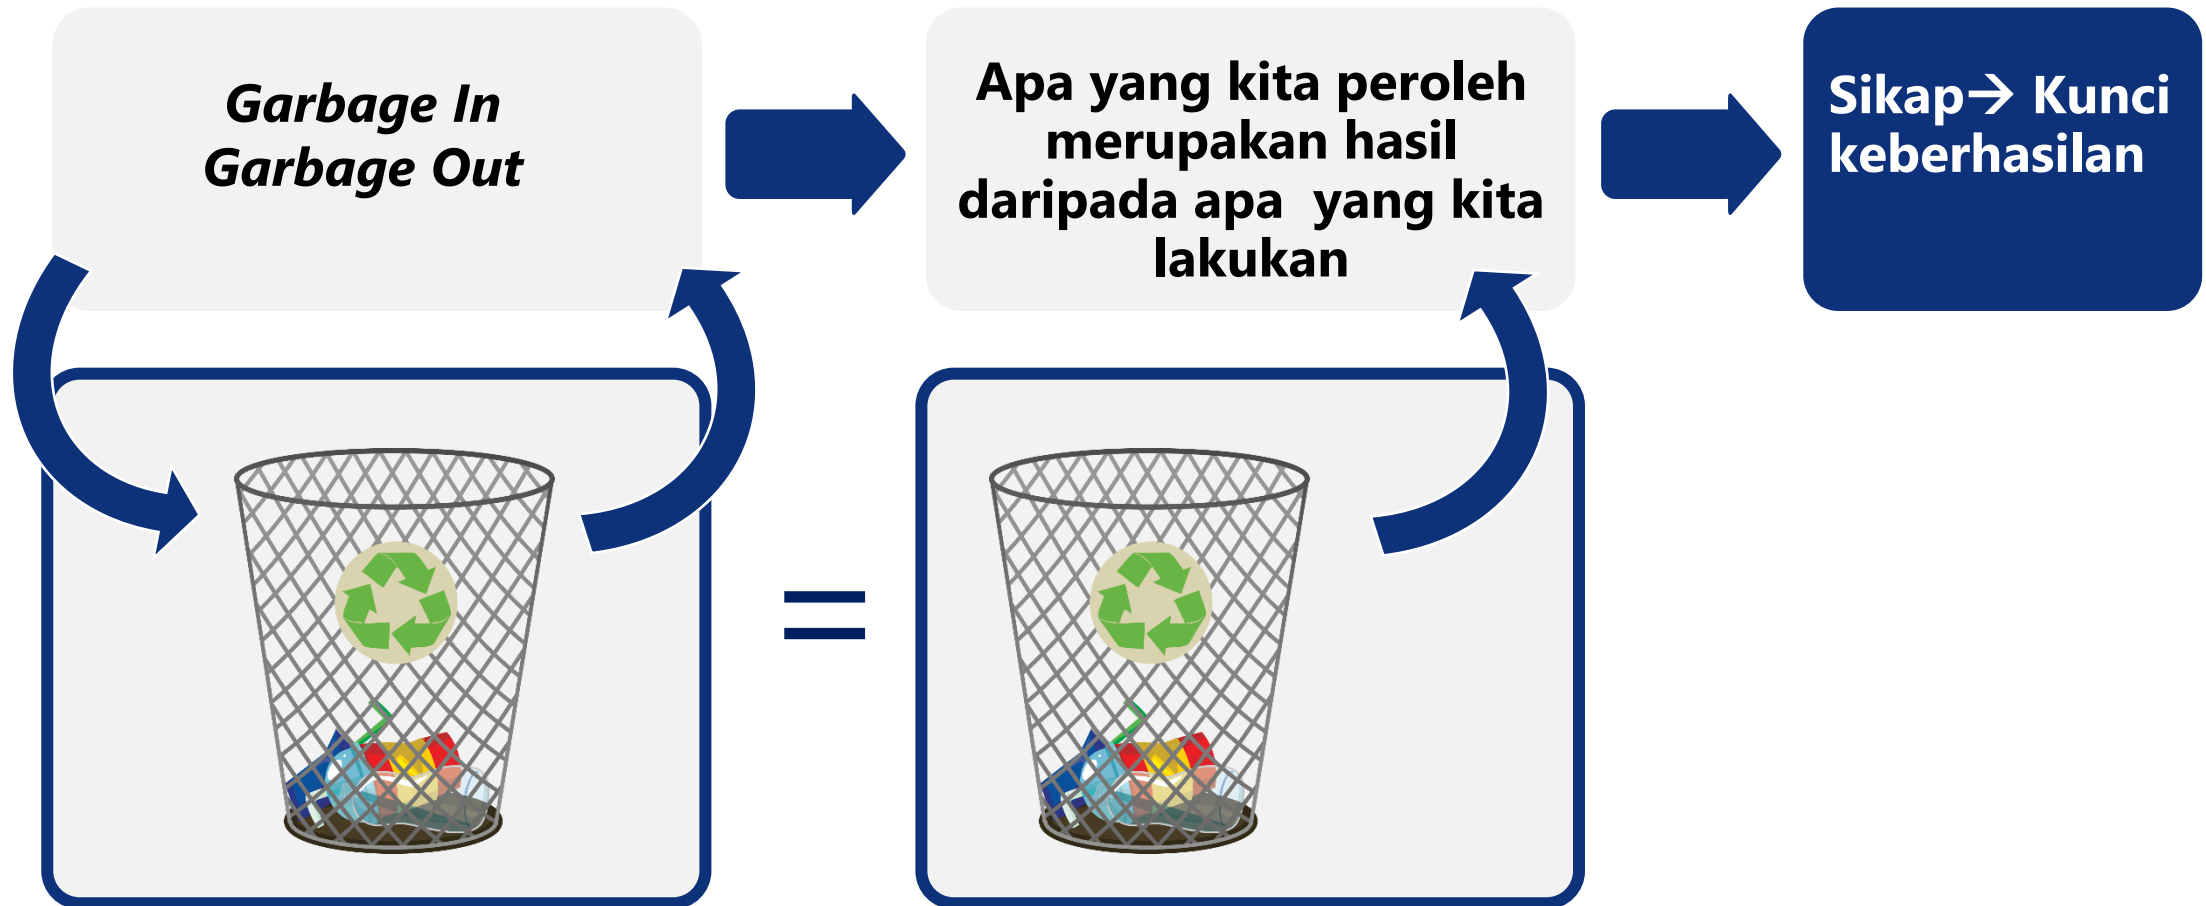 Garbage In
Garbage Out
Apa yang kita peroleh
merupakan hasil
daripada apa  yang kita
lakukan
Sikap→ Kunci
keberhasilan
=